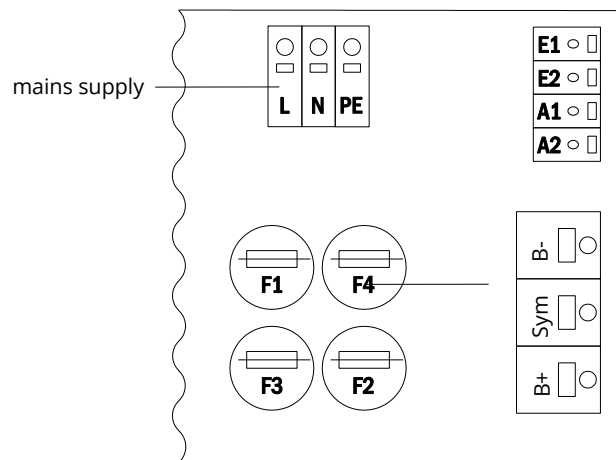 mains supply
L N PE
E1
E2
A1
A2
F1 F4
F3 F2
B-
Sym
B+